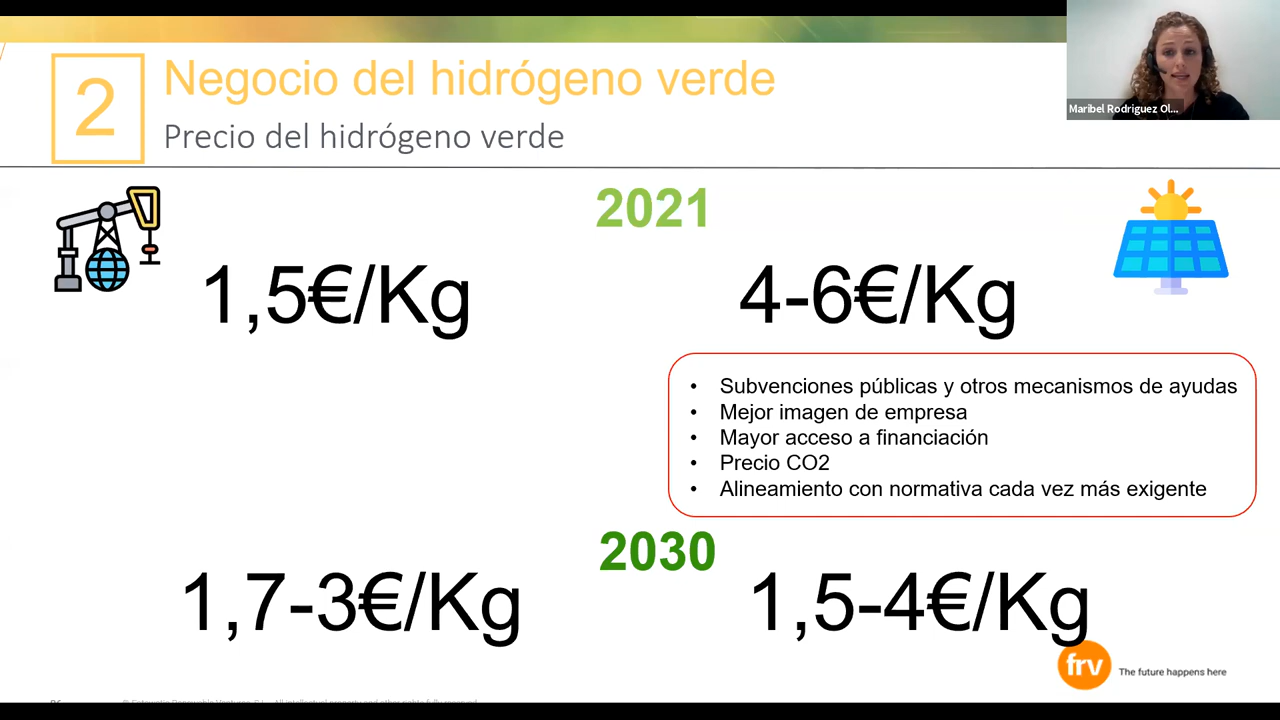 2
Negocio del hidrógeno verde
Precio del hidrógeno verde
Maribel Rodriguez Ol...
2021
1,5€/Kg
4-6€/Kg
• Subvenciones públicas y otros mecanismos de ayudas
• Mejor imagen de empresa
• Mayor acceso a financiación
• Precio CO2
• Alineamiento con normativa cada vez más exigente
2030
1,7-3€/Kg
1,5-4€/Kg
frv
The future happens here